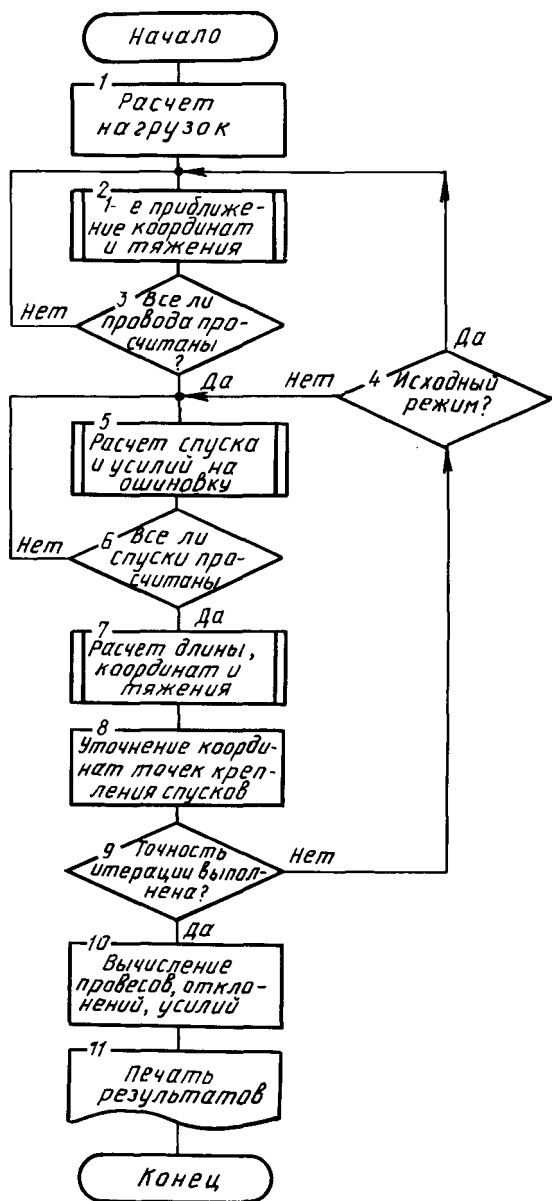 Начало
1
Расчет
нагрузок
2
1-е приближе-
ние координат
и тяжения
Нет
3 Все ли
провода про-
считаны
?
Да
Нет
4 Исходный
режим?
Да
5
Расчет спуска
и усилий на
ошиновку
Нет
6 Все ли
спуски про-
считаны
Да
7
Расчет длины,
координат и
тяжения
8
Уточнение коорди-
нат точек креп-
ления спусков
9 Точность
итерации выпол-
нена?
Нет
Да
10
Вычисление
провесов, откло-
нений, усилий
11
Печать
результатов
Конец